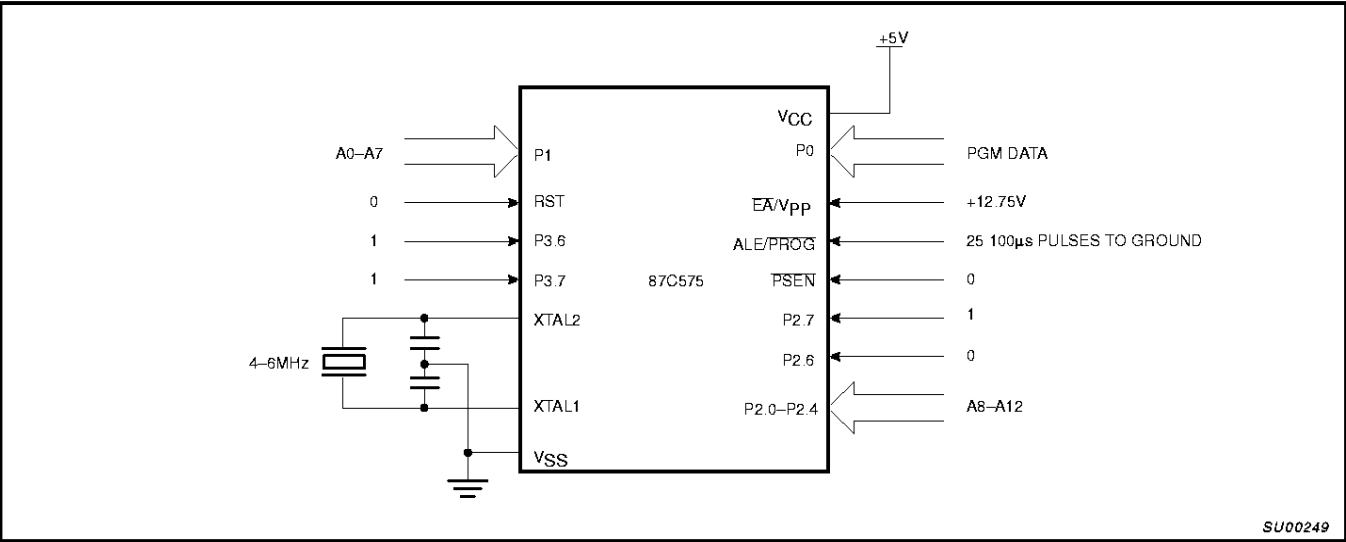 +5V
VCC
A0–A7
P1
P0
PGM DATA
0
RST
EA/VPP
+12.75V
1
P3.6
ALE/PROG
25 100µs PULSES TO GROUND
1
P3.7
87C575
PSEN
0
XTAL2
P2.7
1
4–6MHz
P2.6
0
XTAL1
P2.0–P2.4
A8–A12
VSS
SU00249